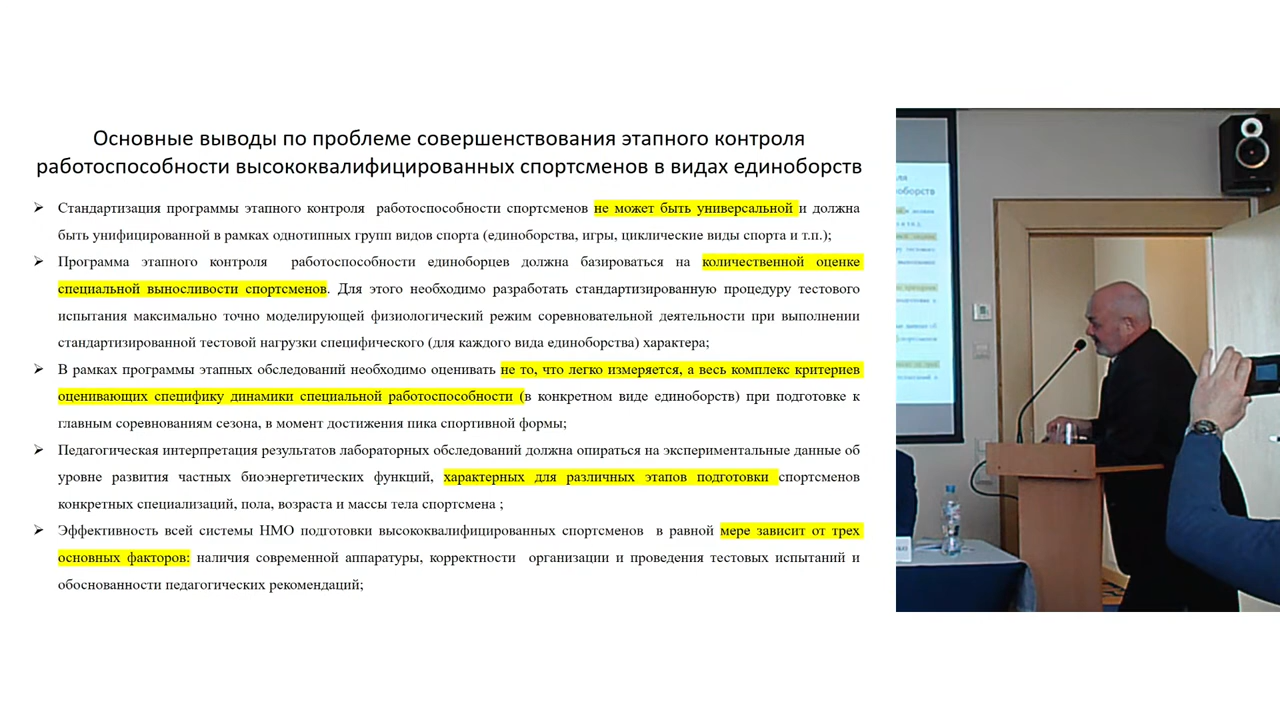 Основные выводы по проблеме совершенствования этапного контроля
работоспособности высококвалифицированных спортсменов в видах единоборств
Стандартизация программы этапного контроля работоспособности спортсменов не может быть универсальной и должна
быть унифицированной в рамках однотипных групп видов спорта (единоборства, игры, циклические виды спорта и т.п.);
Программа этапного контроля работоспособности единоборцев должна базироваться на количественной оценке
специальной выносливости спортсменов. Для этого необходимо разработать стандартизированную процедуру тестового
испытания максимально точно моделирующей физиологический режим соревновательной деятельности при выполнении
стандартизированной тестовой нагрузки специфического (для каждого вида единоборства) характера;
В рамках программы этапных обследований необходимо оценивать не то, что легко измеряется, а весь комплекс критериев
оценивающих специфику динамики специальной работоспособности (в конкретном виде единоборств) при подготовке к
главным соревнованиям сезона, в момент достижения пика спортивной формы;
Педагогическая интерпретация результатов лабораторных обследований должна опираться на экспериментальные данные об
уровне развития частных биоэнергетических функций, характерных для различных этапов подготовки спортсменов
конкретных специализаций, пола, возраста и массы тела спортсмена ;
Эффективность всей системы НМО подготовки высококвалифицированных спортсменов в равной мере зависит от трех
основных факторов: наличия современной аппаратуры, корректности организации и проведения тестовых испытаний и
обоснованности педагогических рекомендаций;